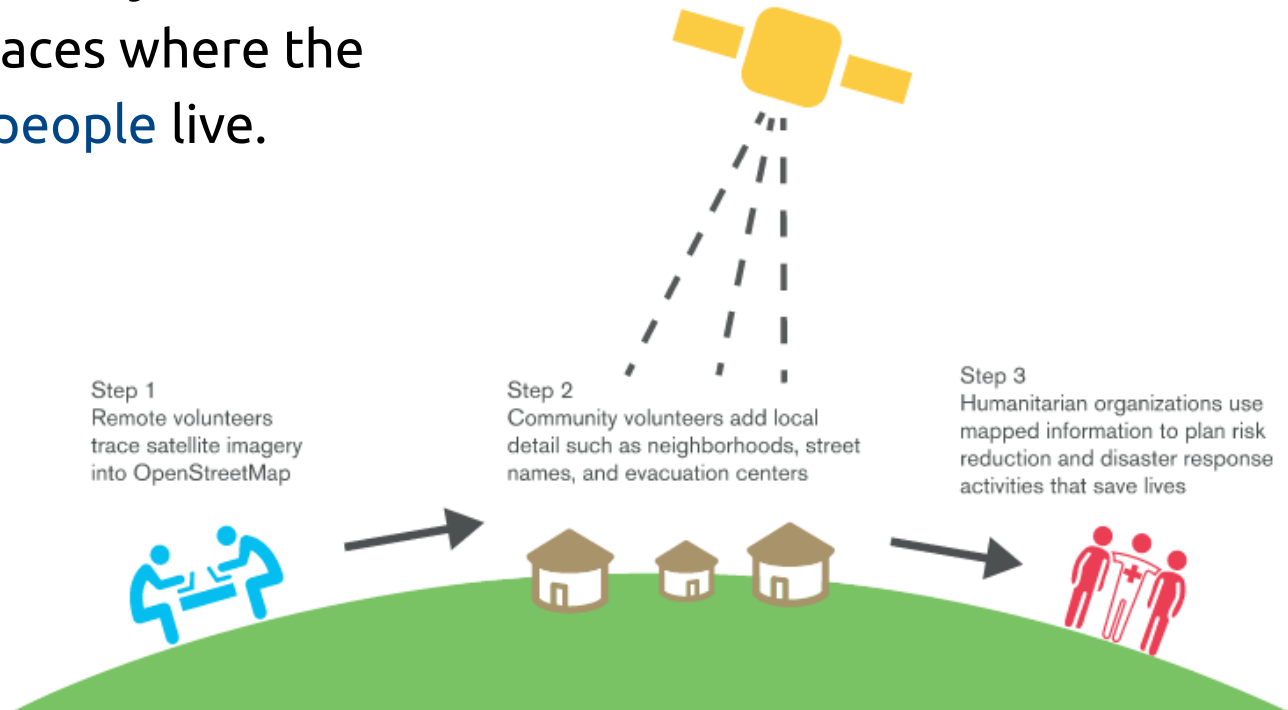 aces where the
people live.
Step 1
Remote volunteers
trace satellite imagery
into OpenStreetMap
Step 2
Community volunteers add local
detail such as neighborhoods, street
names, and evacuation centers
Step 3
Humanitarian organizations use
mapped information to plan risk
reduction and disaster response
activities that save lives